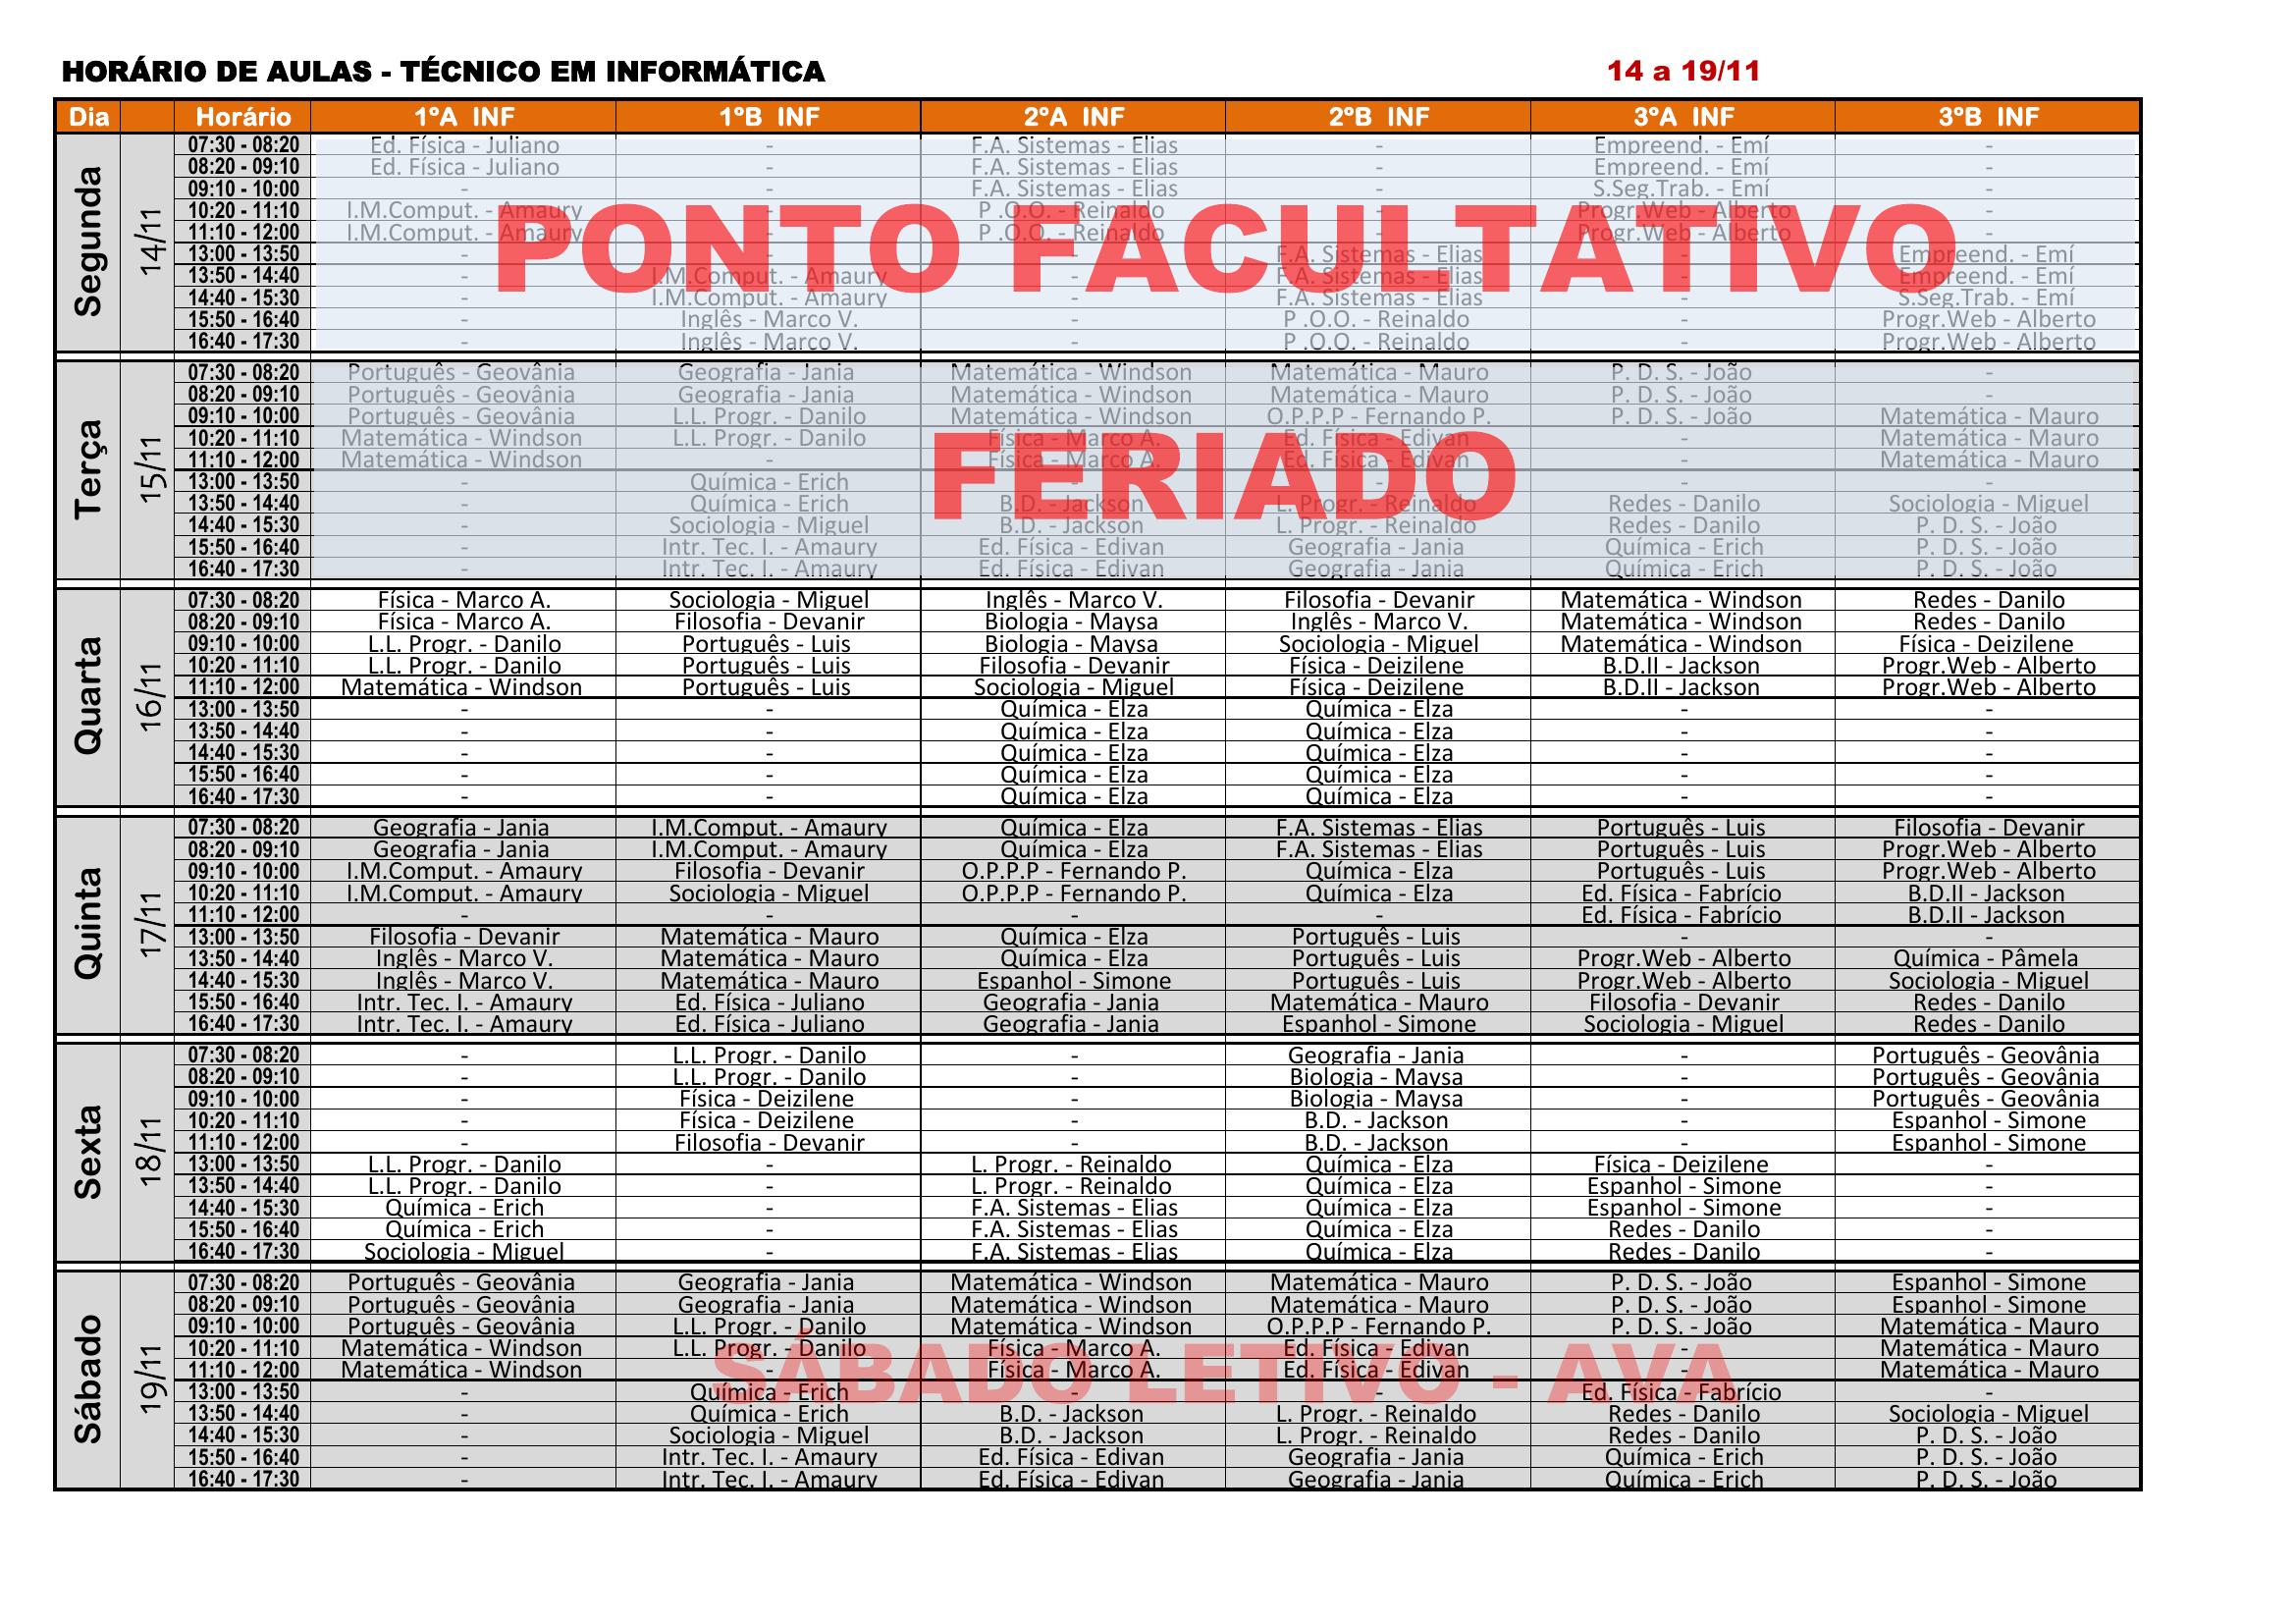 HORÁRIO DE AULAS - TÉCNICO EM INFORMÁTICA 14 a 19/11
Dia Horário 1ºA INF 1ºB INF 2ºA INF 2ºB INF 3ºA INF 3ºB INF
Segunda 14/11
07:30 - 08:20 Ed. Física - Juliano - F.A. Sistemas - Elias - Empreend. - Emí -
08:20 - 09:10 Ed. Física - Juliano - F.A. Sistemas - Elias - Empreend. - Emí -
09:10 - 10:00 - - F.A. Sistemas - Elias - S.Seg.Trab. - Emí -
10:20 - 11:10 I.M.Comput. - Amaury - P .O.O. - Reinaldo - Progr.Web - Alberto -
11:10 - 12:00 I.M.Comput. - Amaury - P .O.O. - Reinaldo - Progr.Web - Alberto -
PONTO FACULTATIVO
13:00 - 13:50 - - - F.A. Sistemas - Elias - Empreend. - Emí
13:50 - 14:40 - I.M.Comput. - Amaury - F.A. Sistemas - Elias - Empreend. - Emí
14:40 - 15:30 - I.M.Comput. - Amaury - F.A. Sistemas - Elias - S.Seg.Trab. - Emí
15:50 - 16:40 - Inglês - Marco V. - P .O.O. - Reinaldo - Progr.Web - Alberto
16:40 - 17:30 - Inglês - Marco V. - P .O.O. - Reinaldo - Progr.Web - Alberto
Terça 15/11
07:30 - 08:20 Português - Geovânia Geografia - Jania Matemática - Windson Matemática - Mauro P. D. S. - João -
08:20 - 09:10 Português - Geovânia Geografia - Jania Matemática - Windson Matemática - Mauro P. D. S. - João -
09:10 - 10:00 Português - Geovânia L.L. Progr. - Danilo Matemática - Windson O.P.P.P - Fernando P. P. D. S. - João Matemática - Mauro
10:20 - 11:10 Matemática - Windson L.L. Progr. - Danilo Física - Marco A. Ed. Física - Edivan - Matemática - Mauro
11:10 - 12:00 Matemática - Windson - Física - Marco A. Ed. Física - Edivan - Matemática - Mauro
FERIADO
13:00 - 13:50 - Química - Erich - - - -
13:50 - 14:40 - Química - Erich B.D. - Jackson L. Progr. - Reinaldo Redes - Danilo Sociologia - Miguel
14:40 - 15:30 - Sociologia - Miguel B.D. - Jackson L. Progr. - Reinaldo Redes - Danilo P. D. S. - João
15:50 - 16:40 - Intr. Tec. I. - Amaury Ed. Física - Edivan Geografia - Jania Química - Erich P. D. S. - João
16:40 - 17:30 - Intr. Tec. I. - Amaury Ed. Física - Edivan Geografia - Jania Química - Erich P. D. S. - João
Quarta 16/11
07:30 - 08:20 Física - Marco A. Sociologia - Miguel Inglês - Marco V. Filosofia - Devanir Matemática - Windson Redes - Danilo
08:20 - 09:10 Física - Marco A. Filosofia - Devanir Biologia - Maysa Inglês - Marco V. Matemática - Windson Redes - Danilo
09:10 - 10:00 L.L. Progr. - Danilo Português - Luis Biologia - Maysa Sociologia - Miguel Matemática - Windson Física - Deizilene
10:20 - 11:10 L.L. Progr. - Danilo Português - Luis Filosofia - Devanir Física - Deizilene B.D.II - Jackson Progr.Web - Alberto
11:10 - 12:00 Matemática - Windson Português - Luis Sociologia - Miguel Física - Deizilene B.D.II - Jackson Progr.Web - Alberto
13:00 - 13:50 - - Química - Elza Química - Elza - -
13:50 - 14:40 - - Química - Elza Química - Elza - -
14:40 - 15:30 - - Química - Elza Química - Elza - -
15:50 - 16:40 - - Química - Elza Química - Elza - -
16:40 - 17:30 - - Química - Elza Química - Elza - -
Quinta 17/11
07:30 - 08:20 Geografia - Jania I.M.Comput. - Amaury Química - Elza F.A. Sistemas - Elias Português - Luis Filosofia - Devanir
08:20 - 09:10 Geografia - Jania I.M.Comput. - Amaury Química - Elza F.A. Sistemas - Elias Português - Luis Progr.Web - Alberto
09:10 - 10:00 I.M.Comput. - Amaury Filosofia - Devanir O.P.P.P - Fernando P. Química - Elza Português - Luis Progr.Web - Alberto
10:20 - 11:10 I.M.Comput. - Amaury Sociologia - Miguel O.P.P.P - Fernando P. Química - Elza Ed. Física - Fabrício B.D.II - Jackson
11:10 - 12:00 - - - - Ed. Física - Fabrício B.D.II - Jackson
13:00 - 13:50 Filosofia - Devanir Matemática - Mauro Química - Elza Português - Luis - -
13:50 - 14:40 Inglês - Marco V. Matemática - Mauro Química - Elza Português - Luis Progr.Web - Alberto Química - Pâmela
14:40 - 15:30 Inglês - Marco V. Matemática - Mauro Espanhol - Simone Português - Luis Progr.Web - Alberto Sociologia - Miguel
15:50 - 16:40 Intr. Tec. I. - Amaury Ed. Física - Juliano Geografia - Jania Matemática - Mauro Filosofia - Devanir Redes - Danilo
16:40 - 17:30 Intr. Tec. I. - Amaury Ed. Física - Juliano Geografia - Jania Espanhol - Simone Sociologia - Miguel Redes - Danilo
Sexta 18/11
07:30 - 08:20 - L.L. Progr. - Danilo - Geografia - Jania - Português - Geovânia
08:20 - 09:10 - L.L. Progr. - Danilo - Biologia - Maysa - Português - Geovânia
09:10 - 10:00 - Física - Deizilene - Biologia - Maysa - Português - Geovânia
10:20 - 11:10 - Física - Deizilene - B.D. - Jackson - Espanhol - Simone
11:10 - 12:00 - Filosofia - Devanir - B.D. - Jackson - Espanhol - Simone
13:00 - 13:50 L.L. Progr. - Danilo - L. Progr. - Reinaldo Química - Elza Física - Deizilene -
13:50 - 14:40 L.L. Progr. - Danilo - L. Progr. - Reinaldo Química - Elza Espanhol - Simone -
14:40 - 15:30 Química - Erich - F.A. Sistemas - Elias Química - Elza Espanhol - Simone -
15:50 - 16:40 Química - Erich - F.A. Sistemas - Elias Química - Elza Redes - Danilo -
16:40 - 17:30 Sociologia - Miguel - F.A. Sistemas - Elias Química - Elza Redes - Danilo -
Sábado 19/11
07:30 - 08:20 Português - Geovânia Geografia - Jania Matemática - Windson Matemática - Mauro P. D. S. - João Espanhol - Simone
08:20 - 09:10 Português - Geovânia Geografia - Jania Matemática - Windson Matemática - Mauro P. D. S. - João Espanhol - Simone
09:10 - 10:00 Português - Geovânia L.L. Progr. - Danilo Matemática - Windson O.P.P.P - Fernando P. P. D. S. - João Matemática - Mauro
10:20 - 11:10 Matemática - Windson L.L. Progr. - Danilo Física - Marco A. Ed. Física - Edivan - Matemática - Mauro
11:10 - 12:00 Matemática - Windson - Física - Marco A. Ed. Física - Edivan - Matemática - Mauro
SÁBADO LETIVO - AVA
13:00 - 13:50 - Química - Erich - - Ed. Física - Fabrício -
13:50 - 14:40 - Química - Erich B.D. - Jackson L. Progr. - Reinaldo Redes - Danilo Sociologia - Miguel
14:40 - 15:30 - Sociologia - Miguel B.D. - Jackson L. Progr. - Reinaldo Redes - Danilo P. D. S. - João
15:50 - 16:40 - Intr. Tec. I. - Amaury Ed. Física - Edivan Geografia - Jania Química - Erich P. D. S. - João
16:40 - 17:30 - Intr. Tec. I. - Amaury Ed. Física - Edivan Geografia - Jania Química - Erich P. D. S. - João